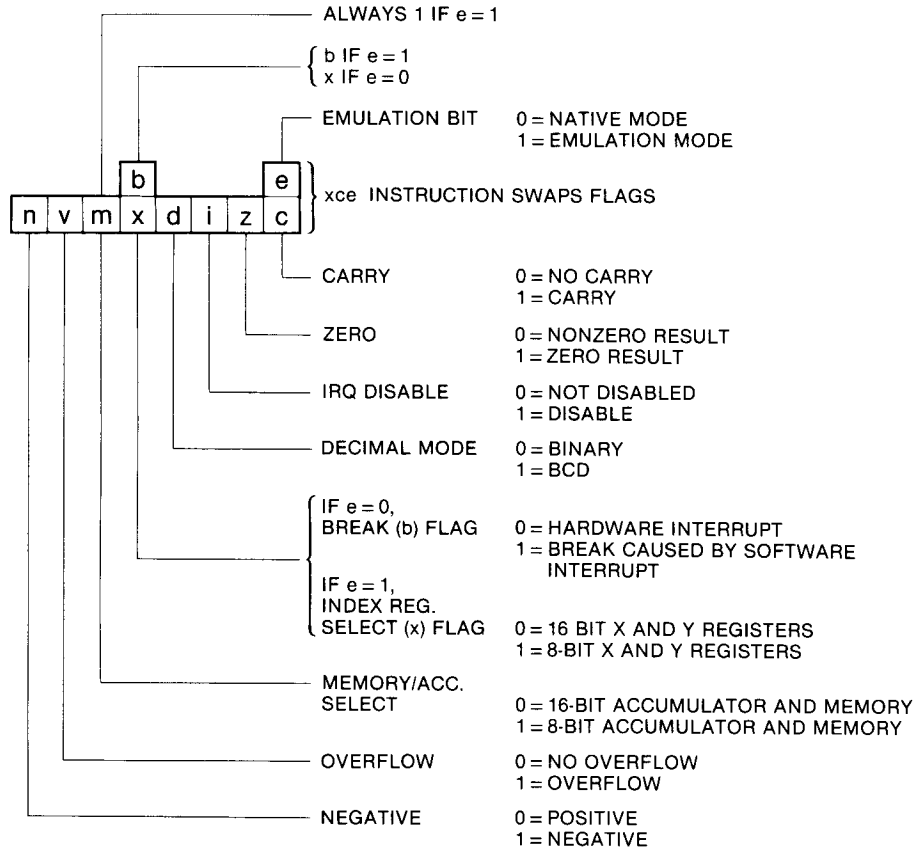 ALWAYS 1 IF e = 1
b IF e = 1
x IF e = 0
EMULATION BIT 0 = NATIVE MODE
1 = EMULATION MODE
b e
xce INSTRUCTION SWAPS FLAGS
n v m x d i z c
CARRY 0 = NO CARRY
1 = CARRY
ZERO 0 = NONZERO RESULT
1 = ZERO RESULT
IRQ DISABLE 0 = NOT DISABLED
1 = DISABLE
DECIMAL MODE 0 = BINARY
1 = BCD
IF e = 0,
BREAK (b) FLAG 0 = HARDWARE INTERRUPT
1 = BREAK CAUSED BY SOFTWARE
INTERRUPT
IF e = 1,
INDEX REG.
SELECT (x) FLAG 0 = 16 BIT X AND Y REGISTERS
1 = 8-BIT X AND Y REGISTERS
MEMORY/ACC.
SELECT 0 = 16-BIT ACCUMULATOR AND MEMORY
1 = 8-BIT ACCUMULATOR AND MEMORY
OVERFLOW 0 = NO OVERFLOW
1 = OVERFLOW
NEGATIVE 0 = POSITIVE
1 = NEGATIVE